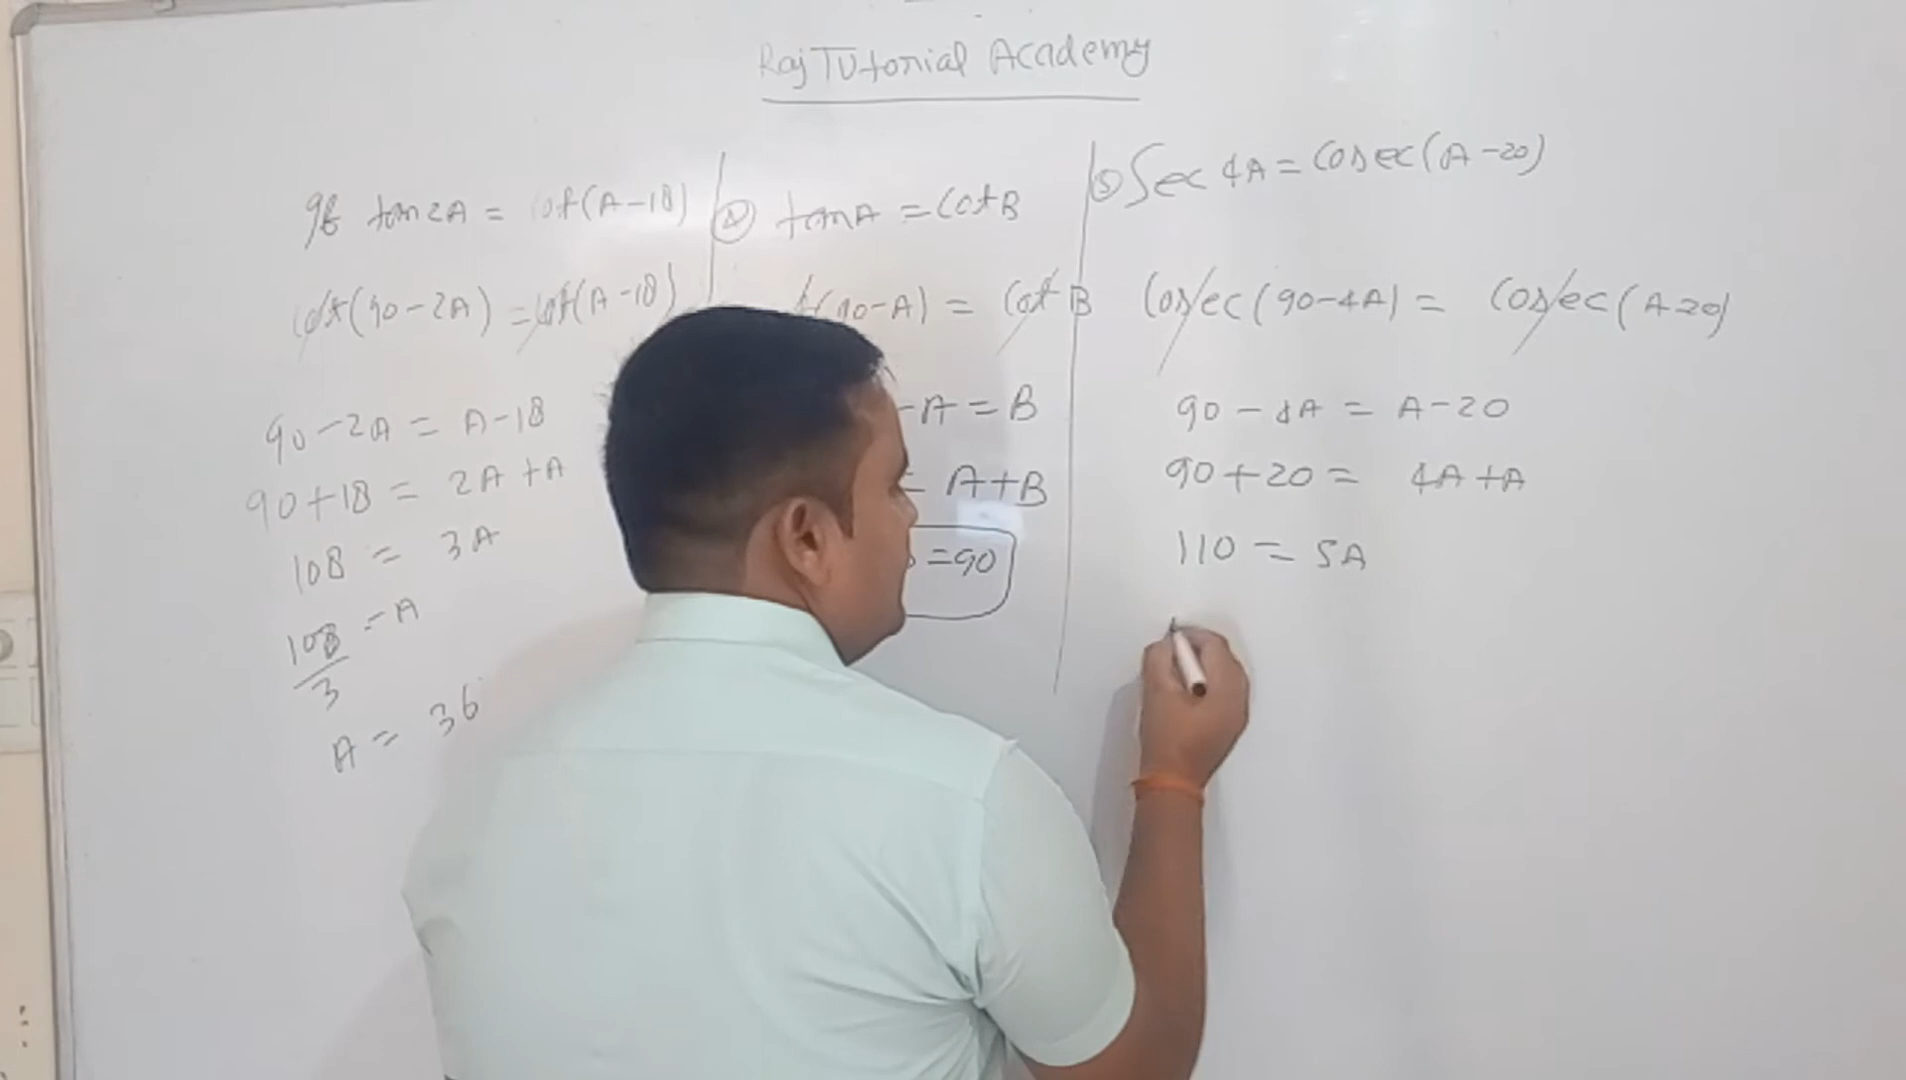 Raj TUtorial Academy
If tan2A = Cot(A-18)
Cot(90-2A) = Cot(A-18)
90-2A = A-18
90+18 = 2A+A
108 = 3A
108/3 = A
A = 36
④ tanA = CotB
(90-A) = Cot B
-A = B
= A+B
=90
⑤ Sec 4A = Cosec(A-20)
Cosec(90-4A) = Cosec(A-20)
90-4A = A-20
90+20 = 4A+A
110 = 5A